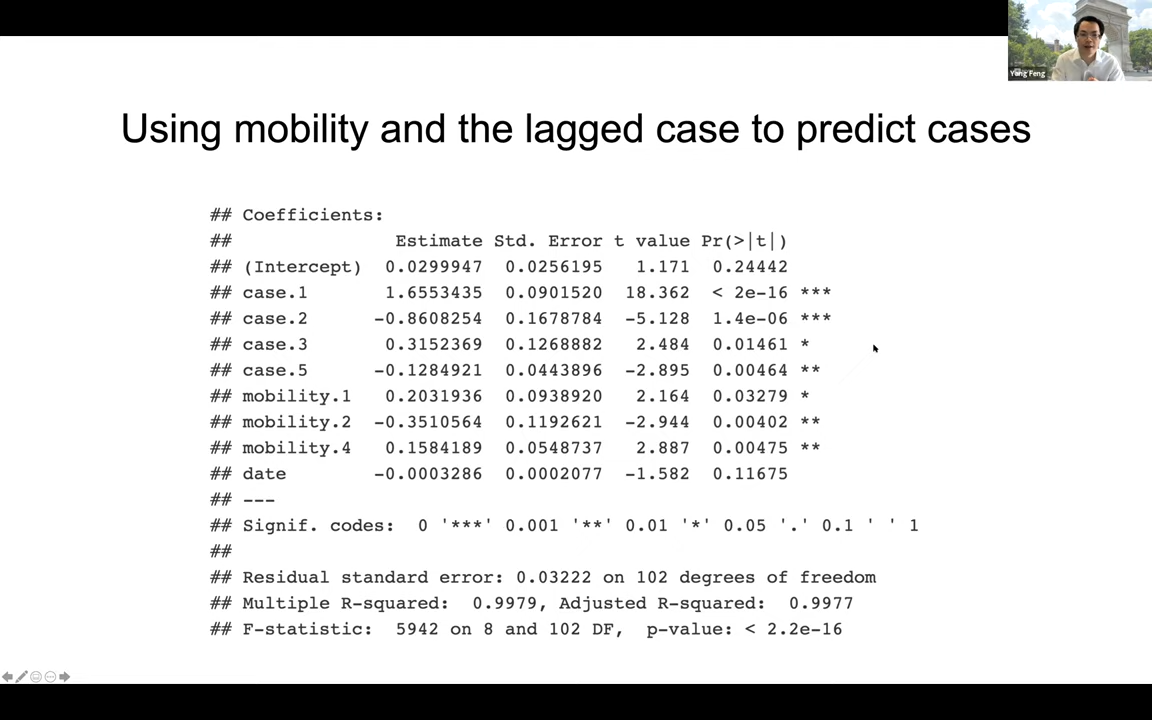 Yang Feng
Using mobility and the lagged case to predict cases
## Coefficients:
## Estimate Std. Error t value Pr(>|t|)
## (Intercept) 0.0299947 0.0256195 1.171 0.24442
## case.1 1.6553435 0.0901520 18.362 < 2e-16 ***
## case.2 -0.8608254 0.1678784 -5.128 1.4e-06 ***
## case.3 0.3152369 0.1268882 2.484 0.01461 *
## case.5 -0.1284921 0.0443896 -2.895 0.00464 **
## mobility.1 0.2031936 0.0938920 2.164 0.03279 *
## mobility.2 -0.3510564 0.1192621 -2.944 0.00402 **
## mobility.4 0.1584189 0.0548737 2.887 0.00475 **
## date -0.0003286 0.0002077 -1.582 0.11675
## ---
## Signif. codes: 0 '***' 0.001 '**' 0.01 '*' 0.05 '.' 0.1 ' ' 1
##
## Residual standard error: 0.03222 on 102 degrees of freedom
## Multiple R-squared: 0.9979, Adjusted R-squared: 0.9977
## F-statistic: 5942 on 8 and 102 DF, p-value: < 2.2e-16